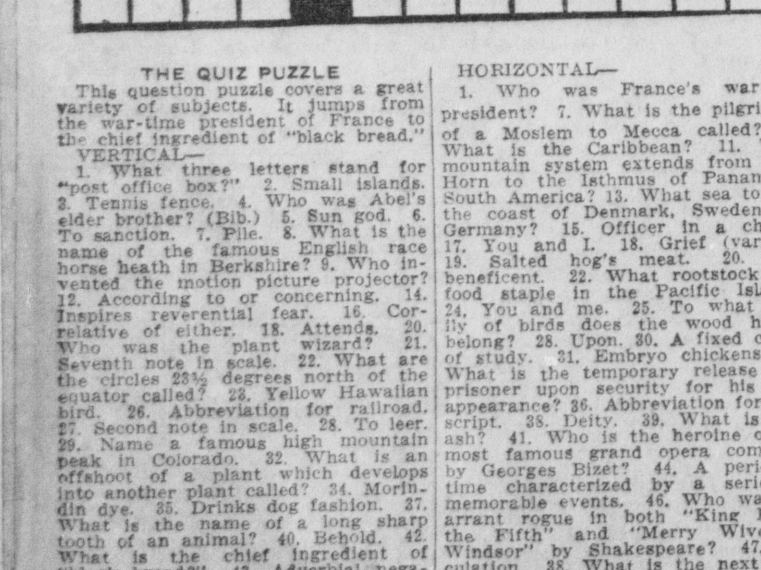 THE QUIZ PUZZLE
This question puzzle covers a great
variety of subjects. It jumps from
the war-time president of France to
the chief ingredient of "black bread."
VERTICAL—
1. What three letters stand for
"post office box?" 2. Small islands.
3. Tennis fence. 4. Who was Abel's
elder brother? (Bib.) 5. Sun god. 6.
To sanction. 7. Pile. 8. What is the
name of the famous English race
horse heath in Berkshire? 9. Who in-
vented the motion picture projector?
12. According to or concerning. 14.
Inspires reverential fear. 16. Cor-
relative of either. 18. Attends. 20.
Who was the plant wizard? 21.
Seventh note in scale. 22. What are
the circles 23½ degrees north of the
equator called? 23. Yellow Hawaiian
bird. 26. Abbreviation for railroad.
27. Second note in scale. 28. To leer.
29. Name a famous high mountain
peak in Colorado. 32. What is an
offshoot of a plant which develops
into another plant called? 34. Morin-
din dye. 35. Drinks dog fashion. 37.
What is the name of a long sharp
tooth of an animal? 40. Behold. 42.
What is the chief ingredient of
HORIZONTAL—
1. Who was France's war
president? 7. What is the pilgri
of a Moslem to Mecca called?
What is the Caribbean? 11.
mountain system extends from
Horn to the Isthmus of Panam
South America? 13. What sea to
the coast of Denmark, Sweden
Germany? 15. Officer in a ch
17. You and I. 18. Grief (var
19. Salted hog's meat. 20.
beneficent. 22. What rootstock
food staple in the Pacific Isl
24. You and me. 25. To what
ily of birds does the wood h
belong? 28. Upon. 30. A fixed c
of study. 31. Embryo chickens
What is the temporary release
prisoner upon security for his
appearance? 36. Abbreviation for
script. 38. Deity. 39. What is
ash? 41. Who is the heroine o
most famous grand opera com
by Georges Bizet? 44. A peri
time characterized by a seri
memorable events. 46. Who wa
arrant rogue in both "King
the Fifth" and "Merry Wive
Windsor" by Shakespeare? 47.
culation. 38. What is the next